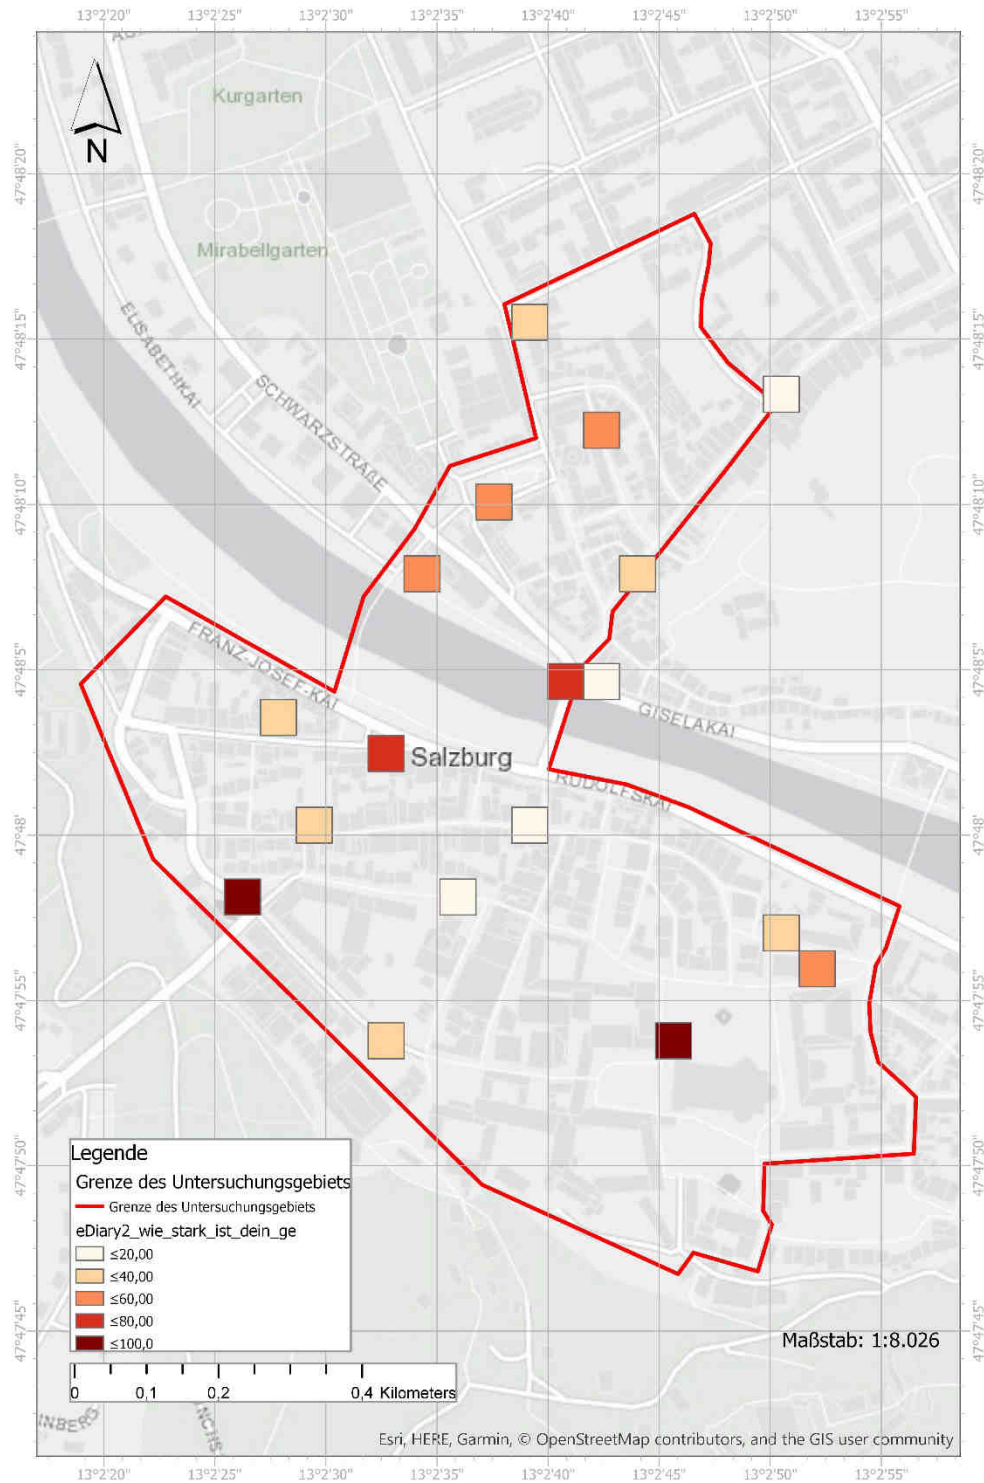 13°2'20" 13°2'25" 13°2'30" 13°2'35" 13°2'40" 13°2'45" 13°2'50" 13°2'55"
N
Kurgarten
Mirabellgarten
ELISABETHKAI
SCHWARZSTRAßE
FRANZ-JOSEF-KAI
GISELAKAI
Salzburg
RUDOLFSKAI
47°48'20" 47°48'20"
47°48'15" 47°48'15"
47°48'10" 47°48'10"
47°48'5" 47°48'5"
47°48' 47°48'
47°47'55" 47°47'55"
47°47'50" 47°47'50"
47°47'45" 47°47'45"
Legende
Grenze des Untersuchungsgebiets
Grenze des Untersuchungsgebiets
eDiary2_wie_stark_ist_dein_ge
≤20,00
≤40,00
≤60,00
≤80,00
≤100,0
Maßstab: 1:8.026
0 0,1 0,2 0,4 Kilometers
INBERG
Esri, HERE, Garmin, © OpenStreetMap contributors, and the GIS user community
13°2'20" 13°2'25" 13°2'30" 13°2'35" 13°2'40" 13°2'45" 13°2'50" 13°2'55"